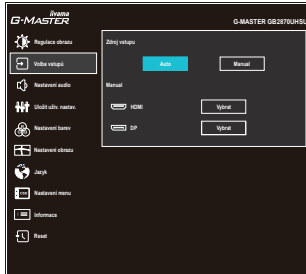 iiyama
G-MASTER
G-MASTER GB2870UHSU
Regulace obrazu
Volba vstupů
Nastavení audio
Uložit uživ. nastav.
Nastavení barev
Nastavení obrazu
Jazyk
Nastavení menu
Informace
Reset
Zdroj vstupu
Auto
Manual
Manual
HDMI
Vybrat
DP
Vybrat